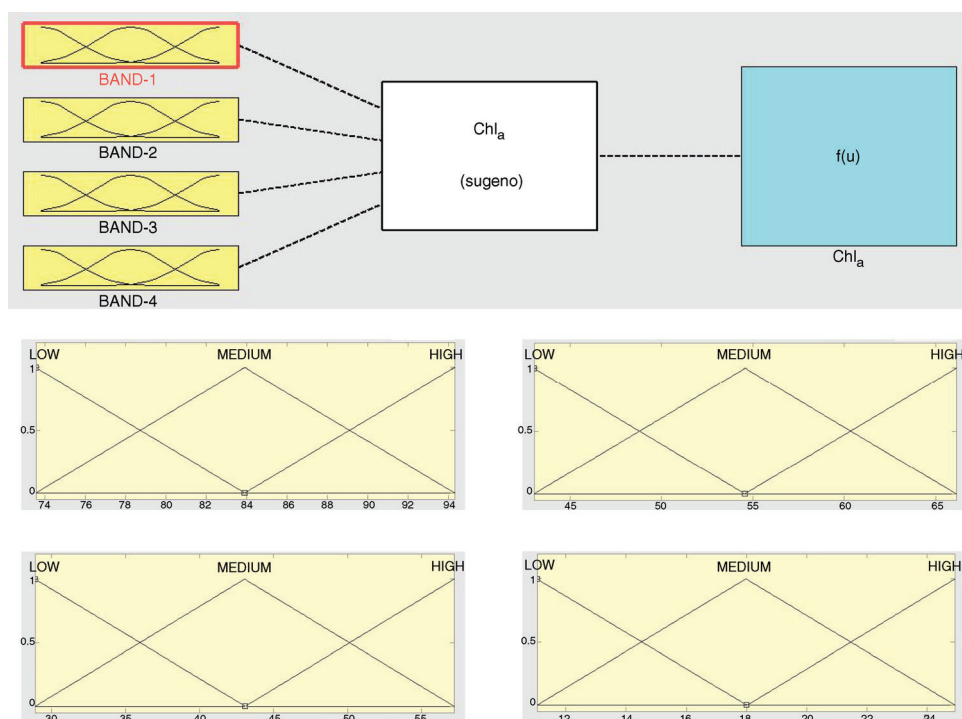 BAND-1
BAND-2
BAND-3
BAND-4
Chla
(sugeno)
f(u)
Chla
LOW MEDIUM HIGH
1
0.5
0
74 76 78 80 82 84 86 88 90 92 94
LOW MEDIUM HIGH
1
0.5
0
45 50 55 60 65
LOW MEDIUM HIGH
1
0.5
0
30 35 40 45 50 55
LOW MEDIUM HIGH
1
0.5
0
12 14 16 18 20 22 24